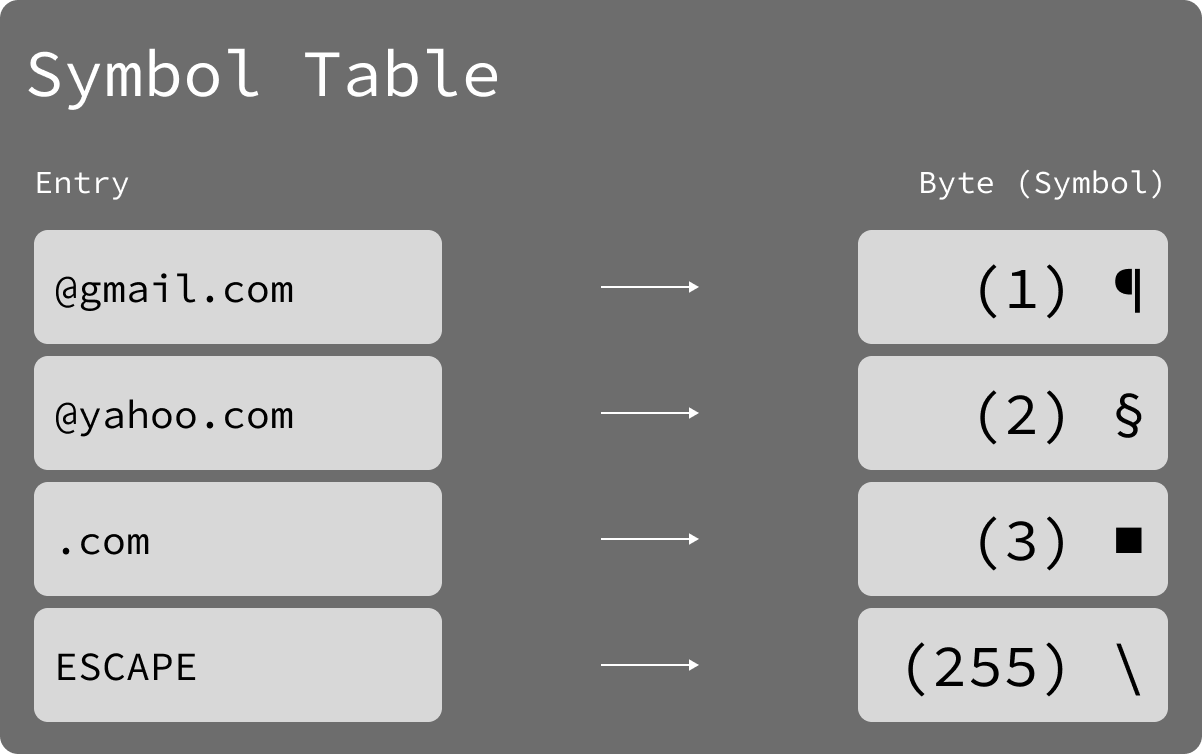 Symbol Table
Entry Byte (Symbol)
@gmail.com (1) ¶
@yahoo.com (2) §
.com (3) ■
ESCAPE (255) \